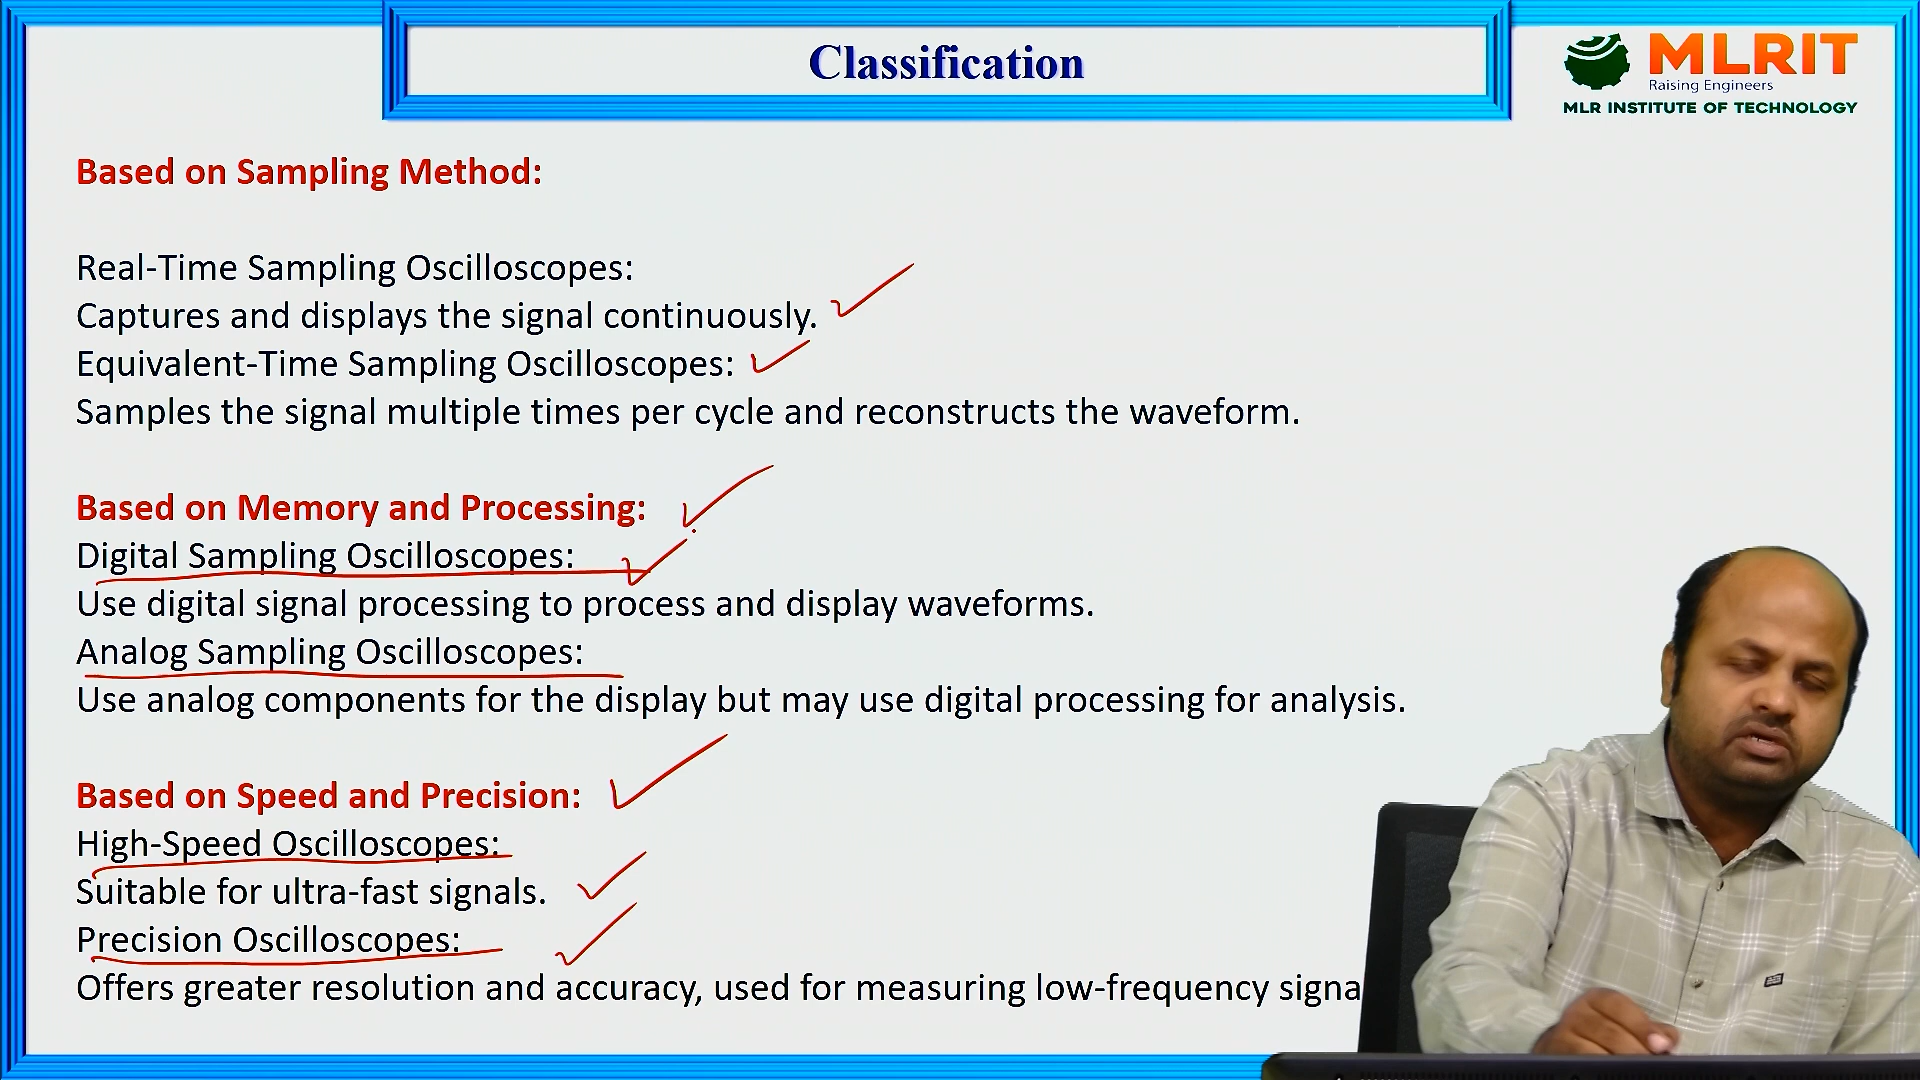 Classification
MLRIT
Raising Engineers
MLR INSTITUTE OF TECHNOLOGY
Based on Sampling Method:
Real-Time Sampling Oscilloscopes:
Captures and displays the signal continuously.
Equivalent-Time Sampling Oscilloscopes:
Samples the signal multiple times per cycle and reconstructs the waveform.
Based on Memory and Processing:
Digital Sampling Oscilloscopes:
Use digital signal processing to process and display waveforms.
Analog Sampling Oscilloscopes:
Use analog components for the display but may use digital processing for analysis.
Based on Speed and Precision:
High-Speed Oscilloscopes:
Suitable for ultra-fast signals.
Precision Oscilloscopes:
Offers greater resolution and accuracy, used for measuring low-frequency